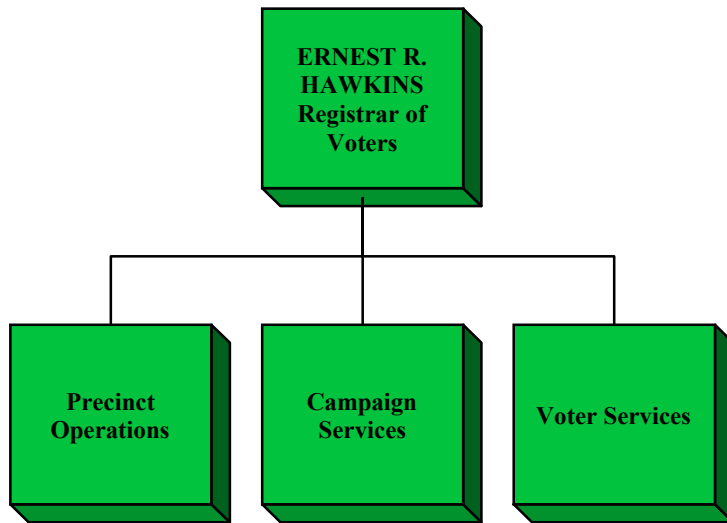 ERNEST R.
HAWKINS
Registrar of
Voters
Precinct
Operations
Campaign
Services
Voter Services